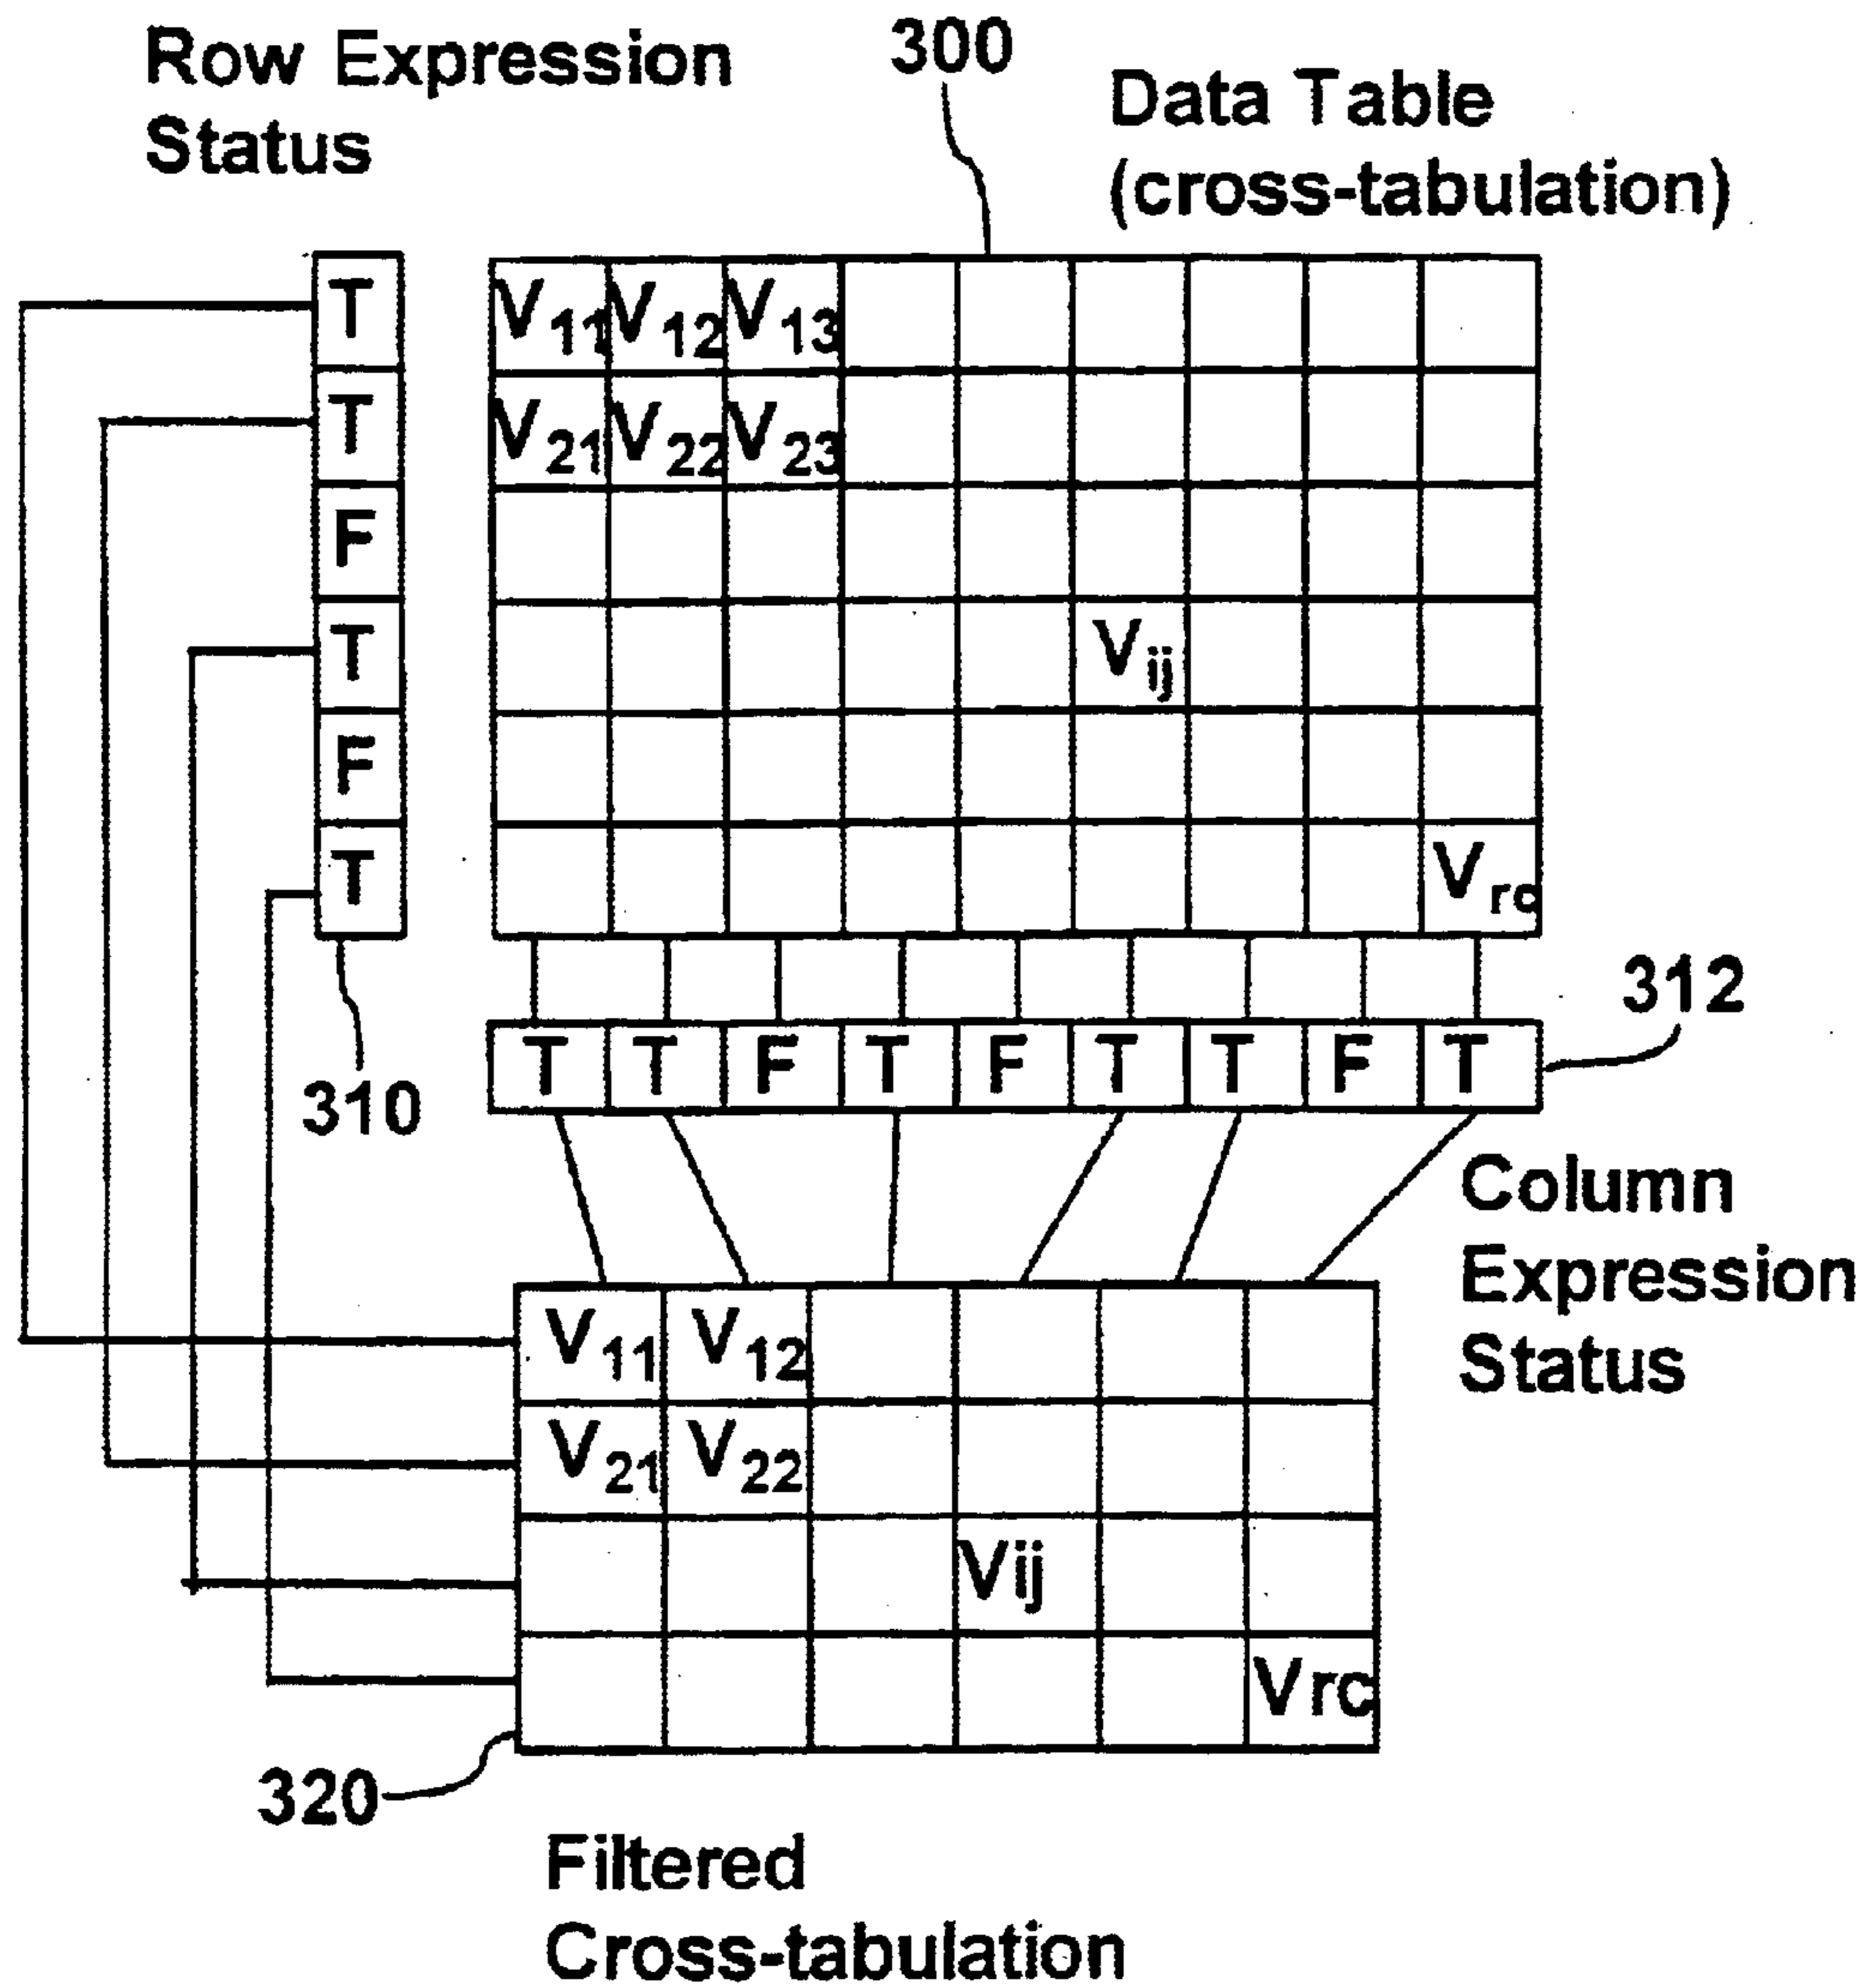 Row Expression
Status
300
Data Table
(cross-tabulation)
T V11 V12 V13
T V21 V22 V23
F
T Vij
F
T Vrc
310
312
T T F T F T T F T
Column
Expression
Status
V11 V12
V21 V22
Vij
Vrc
320
Filtered
Cross-tabulation